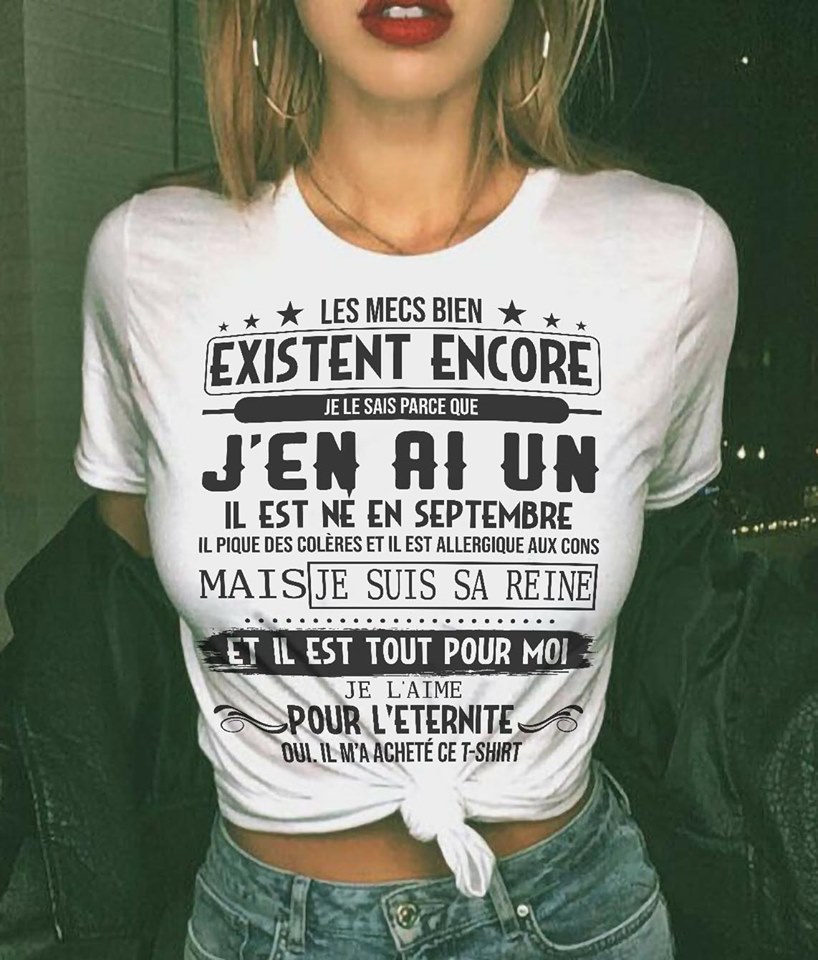 LES MECS BIEN
EXISTENT ENCORE
JE LE SAIS PARCE QUE
J'EN AI UN
IL EST NÉ EN SEPTEMBRE
IL PIQUE DES COLÈRES ET IL EST ALLERGIQUE AUX CONS
MAIS JE SUIS SA REINE
ET IL EST TOUT POUR MOI
JE L'AIME
POUR L'ETERNITE
OUI. IL M'A ACHETÉ CE T-SHIRT